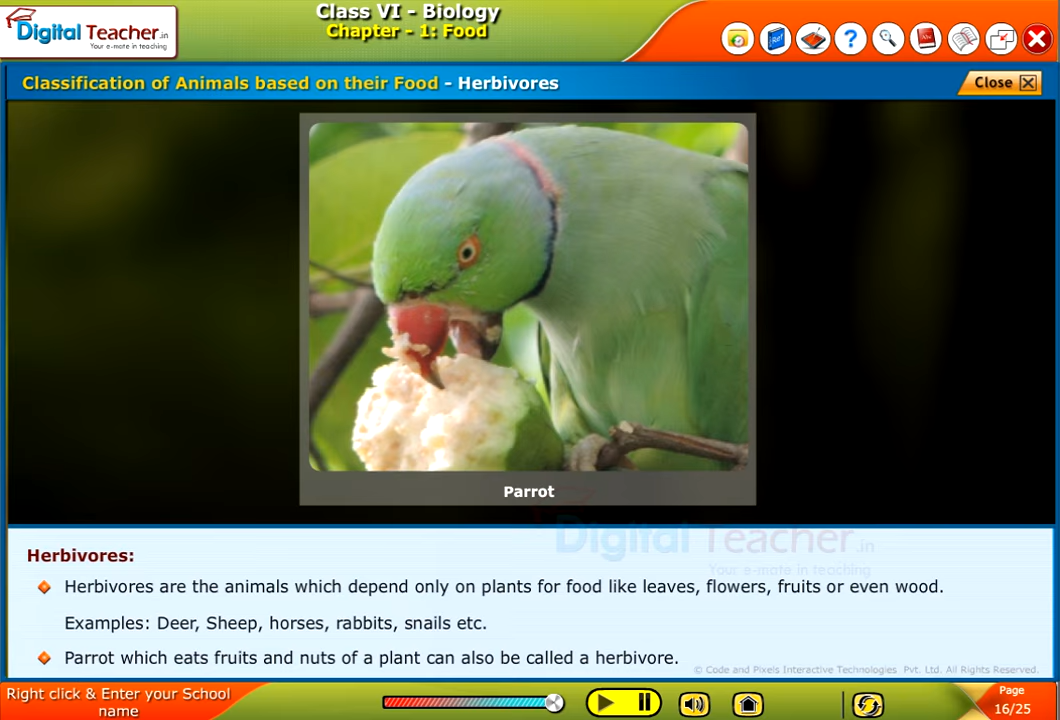 Digital Teacher.in
Your e-mate in teaching
Class VI - Biology
Chapter - 1: Food
Classification of Animals based on their Food - Herbivores
Close
Parrot
Digital Teacher.in
Your e-mate in teaching
Herbivores:
Herbivores are the animals which depend only on plants for food like leaves, flowers, fruits or even wood.
Examples: Deer, Sheep, horses, rabbits, snails etc.
Parrot which eats fruits and nuts of a plant can also be called a herbivore.
© Code and Pixels Interactive Technologies Pvt. Ltd. All Rights Reserved.
Right click & Enter your School
name
Page
16/25